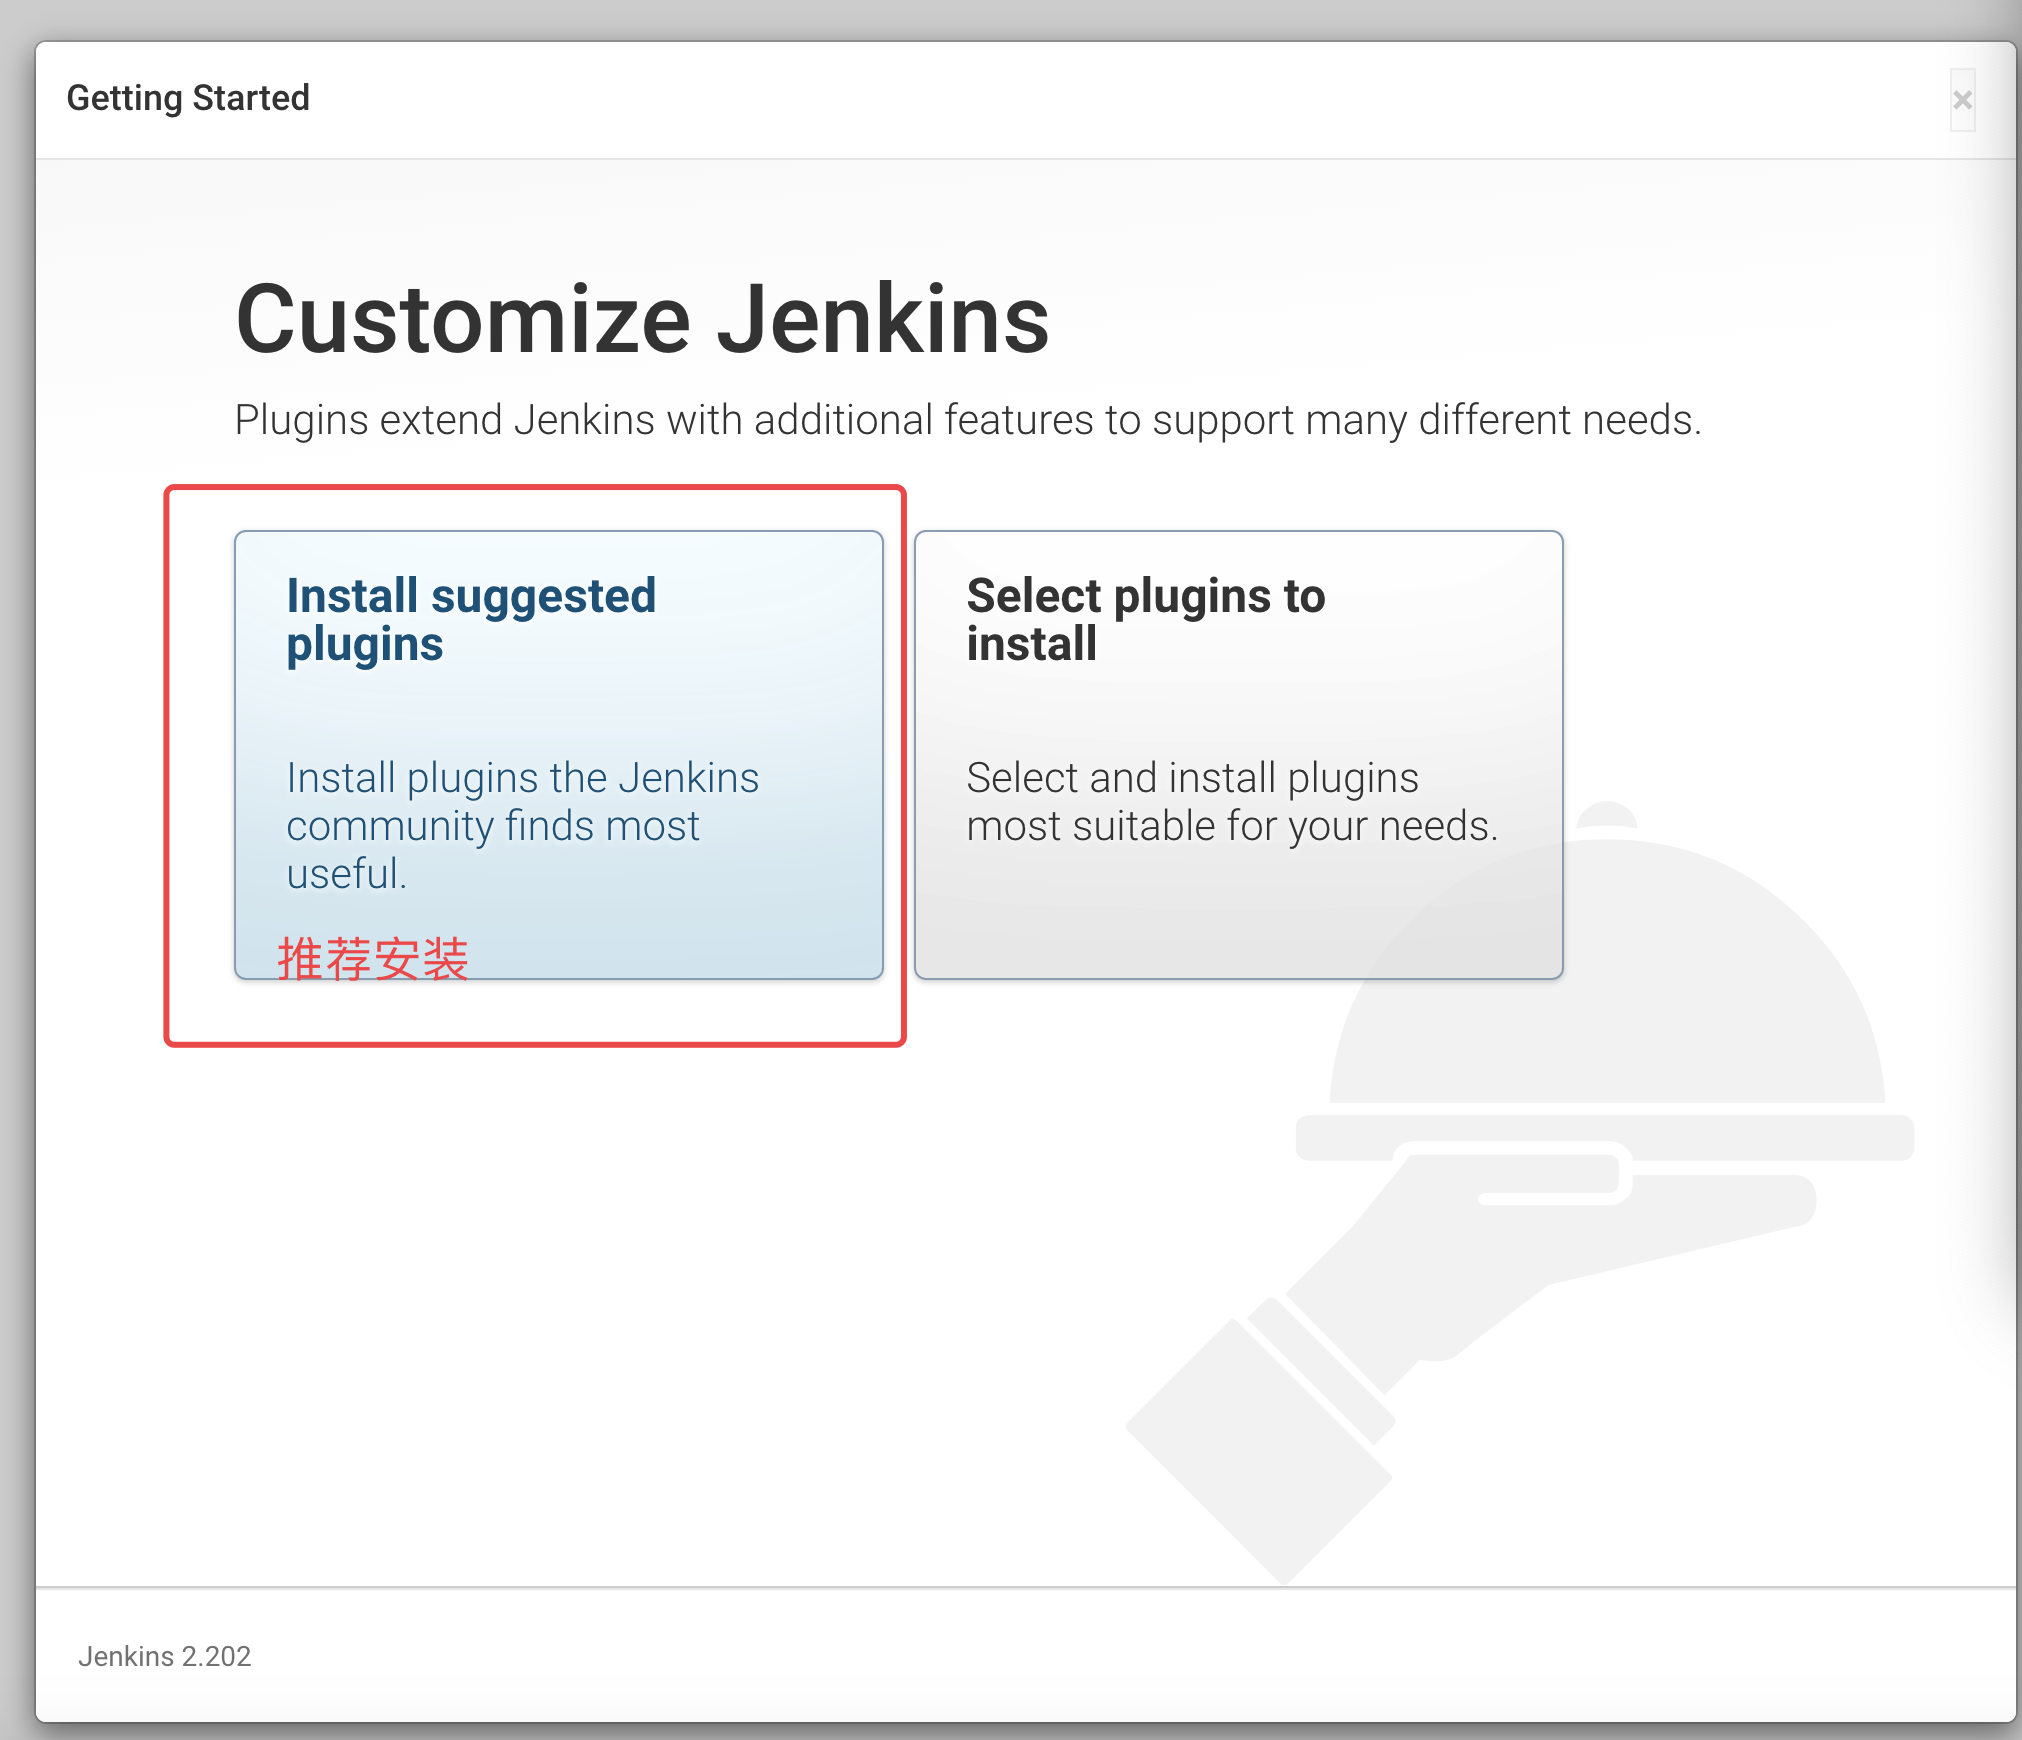 Getting Started
×
Customize Jenkins
Plugins extend Jenkins with additional features to support many different needs.
Install suggested
plugins
Install plugins the Jenkins
community finds most
useful.
推荐安装
Select plugins to
install
Select and install plugins
most suitable for your needs.
Jenkins 2.202